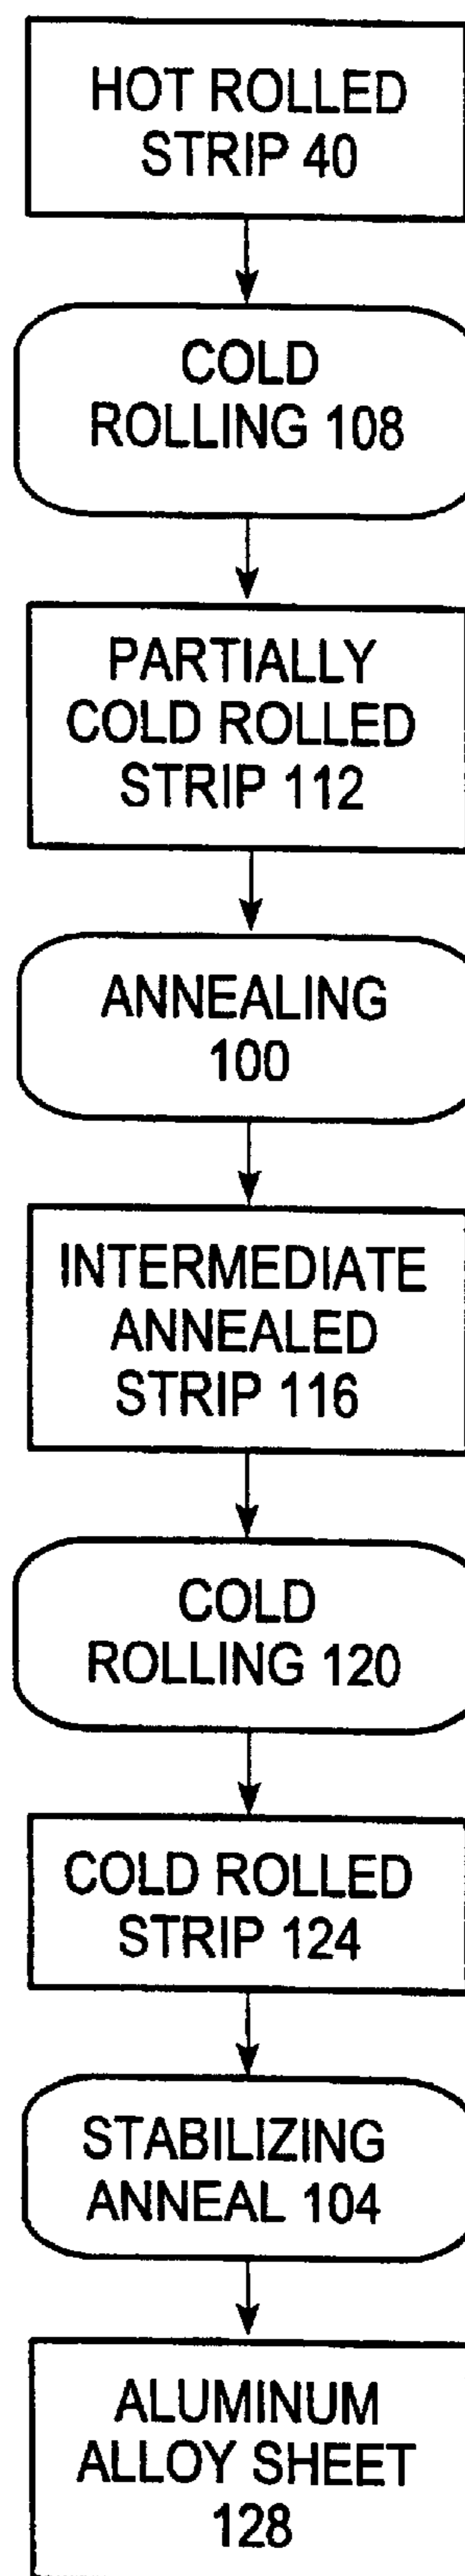 HOT ROLLED
STRIP 40
COLD
ROLLING 108
PARTIALLY
COLD ROLLED
STRIP 112
ANNEALING
100
INTERMEDIATE
ANNEALED
STRIP 116
COLD
ROLLING 120
COLD ROLLED
STRIP 124
STABILIZING
ANNEAL 104
ALUMINUM
ALLOY SHEET
128